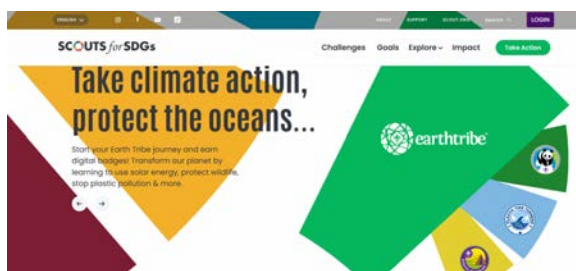 ENGLISH
ABOUT SUPPORT SCOUT.ORG Search LOGIN
SCOUTS for SDGs
Challenges Goals Explore Impact Take Action
Take climate action,
protect the oceans...
Start your Earth Tribe journey and earn
digital badges! Transform our planet by
learning to use solar energy, protect wildlife,
stop plastic pollution & more.
earthtribe